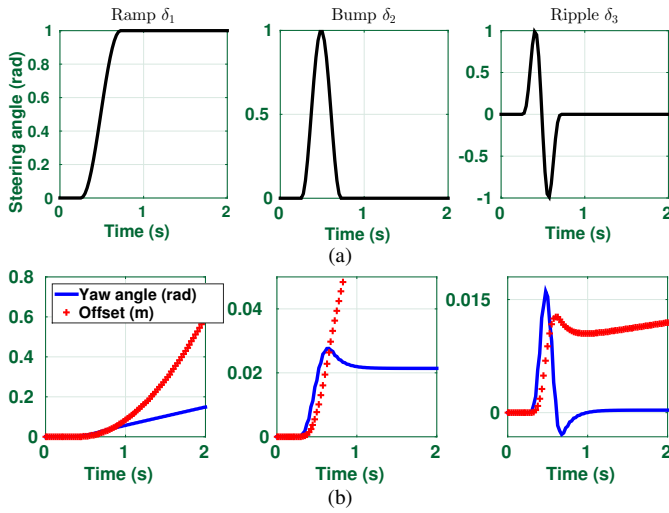 Ramp δ₁ Bump δ₂ Ripple δ₃
Steering angle (rad)
1
0.8
0.6
0.4
0.2
0
0 1 2
Time (s)
1
0.5
0
0 1 2
Time (s)
1
0.5
0
-0.5
-1
0 1 2
Time (s)
(a)
0.8
0.6
0.4
0.2
0
Yaw angle (rad)
Offset (m)
0 1 2
Time (s)
0.04
0.02
0
0 1 2
Time (s)
0.015
0
0 1 2
Time (s)
(b)